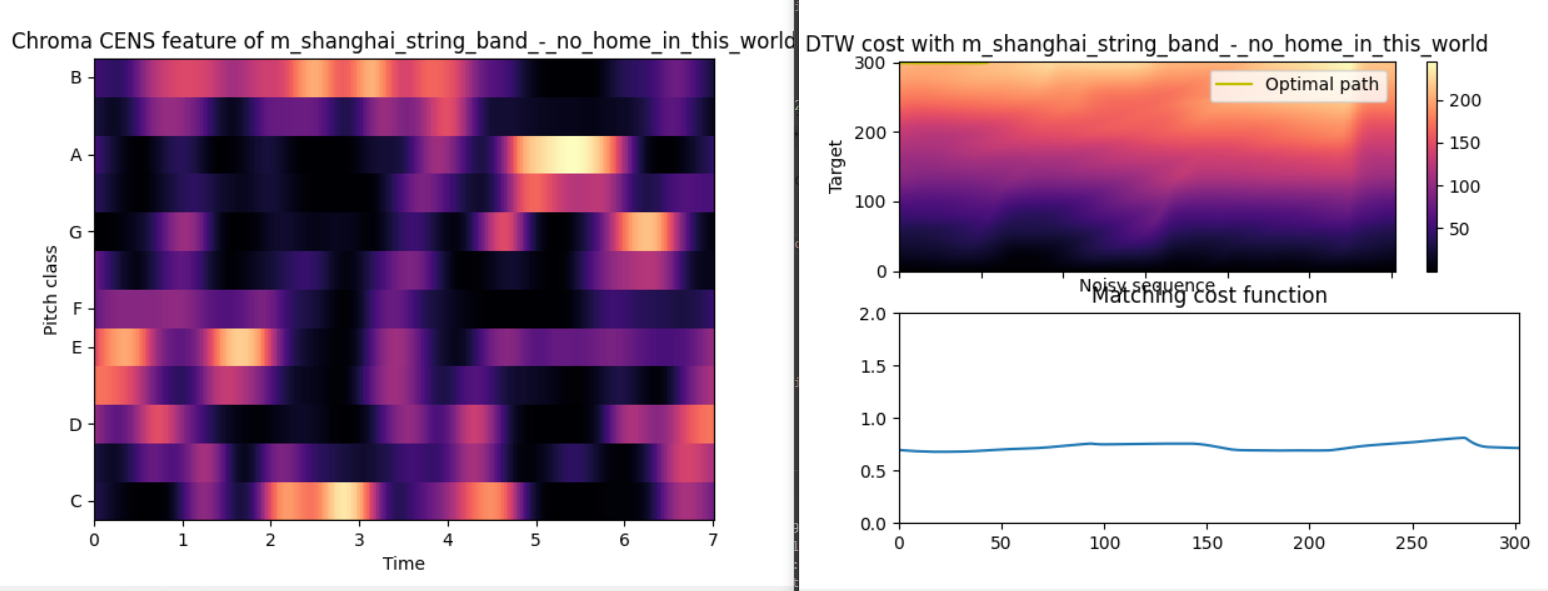 Chroma CENS feature of m_shanghai_string_band_-_no_home_in_this_world
B
A
G
F
E
D
C
Pitch class
0 1 2 3 4 5 6 7
Time
DTW cost with m_shanghai_string_band_-_no_home_in_this_world
300
200
100
0
Target
Optimal path
200
150
100
50
Noisy sequence
Matching cost function
2.0
1.5
1.0
0.5
0.0
0 50 100 150 200 250 300